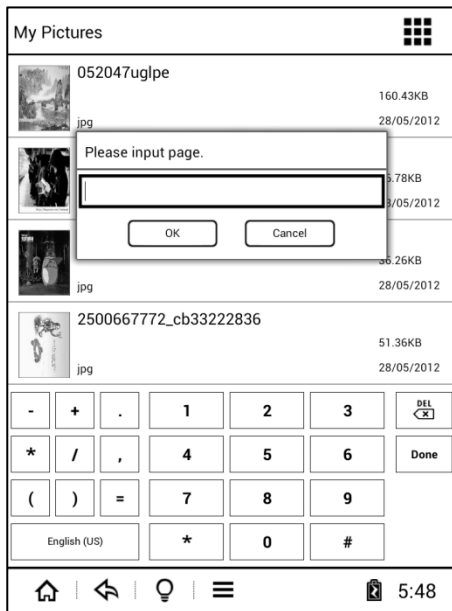 My Pictures
052047uglpe
160.43KB
jpg
28/05/2012
Please input page.
5.78KB
/05/2012
OK
Cancel
36.26KB
jpg
28/05/2012
2500667772_cb33222836
51.36KB
jpg
28/05/2012
- + . 1 2 3 DEL
* / , 4 5 6 Done
( ) = 7 8 9
English (US) * 0 #
5:48